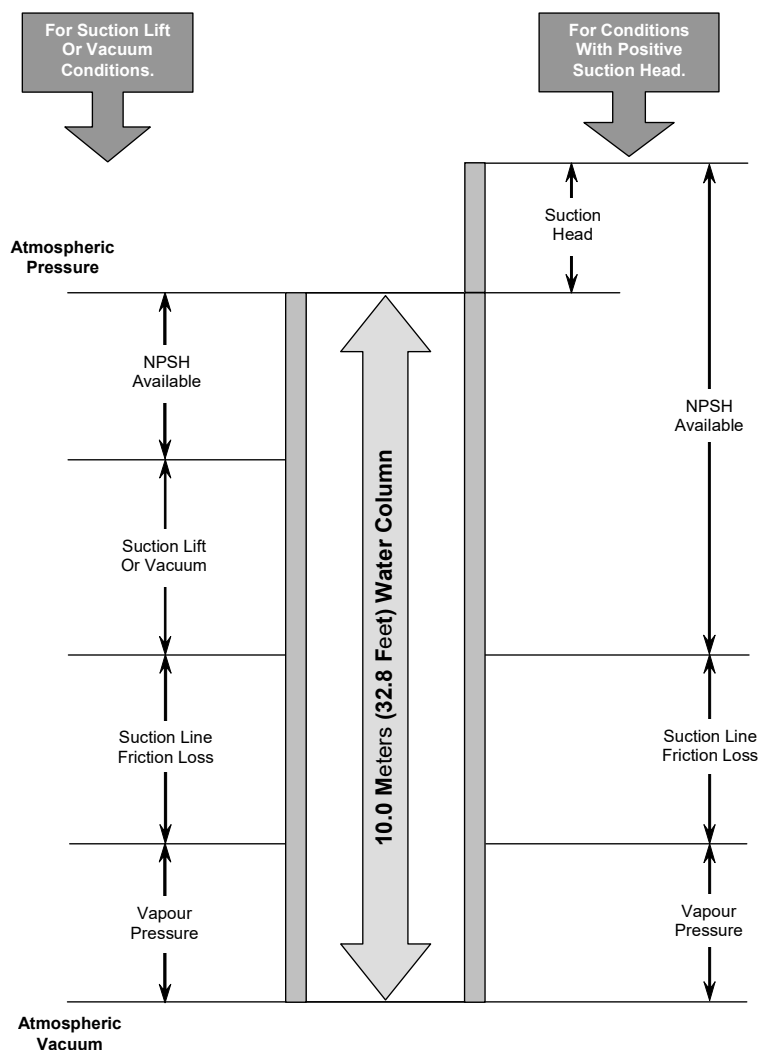 For Suction Lift
Or Vacuum
Conditions.
For Conditions
With Positive
Suction Head.
Suction
Head
Atmospheric
Pressure
NPSH
Available
NPSH
Available
Suction Lift
Or Vacuum
10.0 Meters (32.8 Feet) Water Column
Suction Line
Friction Loss
Suction Line
Friction Loss
Vapour
Pressure
Vapour
Pressure
Atmospheric
Vacuum